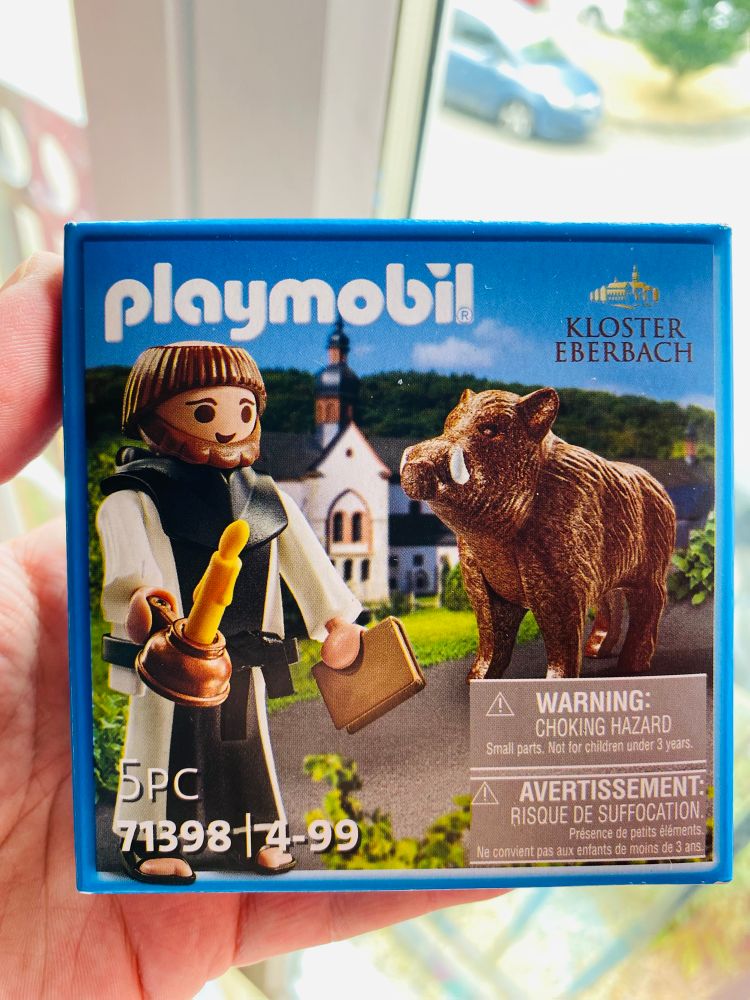 playmobil®
KLOSTER
EBERBACH
WARNING:
CHOKING HAZARD
Small parts. Not for children under 3 years.
AVERTISSEMENT:
RISQUE DE SUFFOCATION.
Présence de petits éléments.
Ne convient pas aux enfants de moins de 3 ans.
5PC
71398 | 4-99